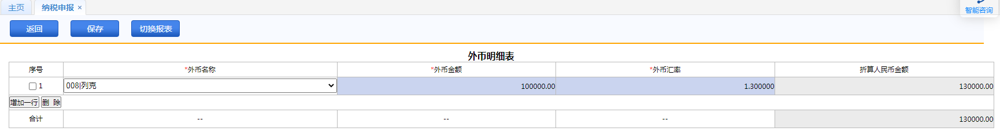 主页 纳税申报 ×
智能咨询
返回 保存 切换报表
外币明细表
序号 *外币名称 *外币金额 *外币汇率 折算人民币金额
1 008|列克 100000.00 1.300000 130000.00
增加一行 删 除
合计 -- -- -- 130000.00